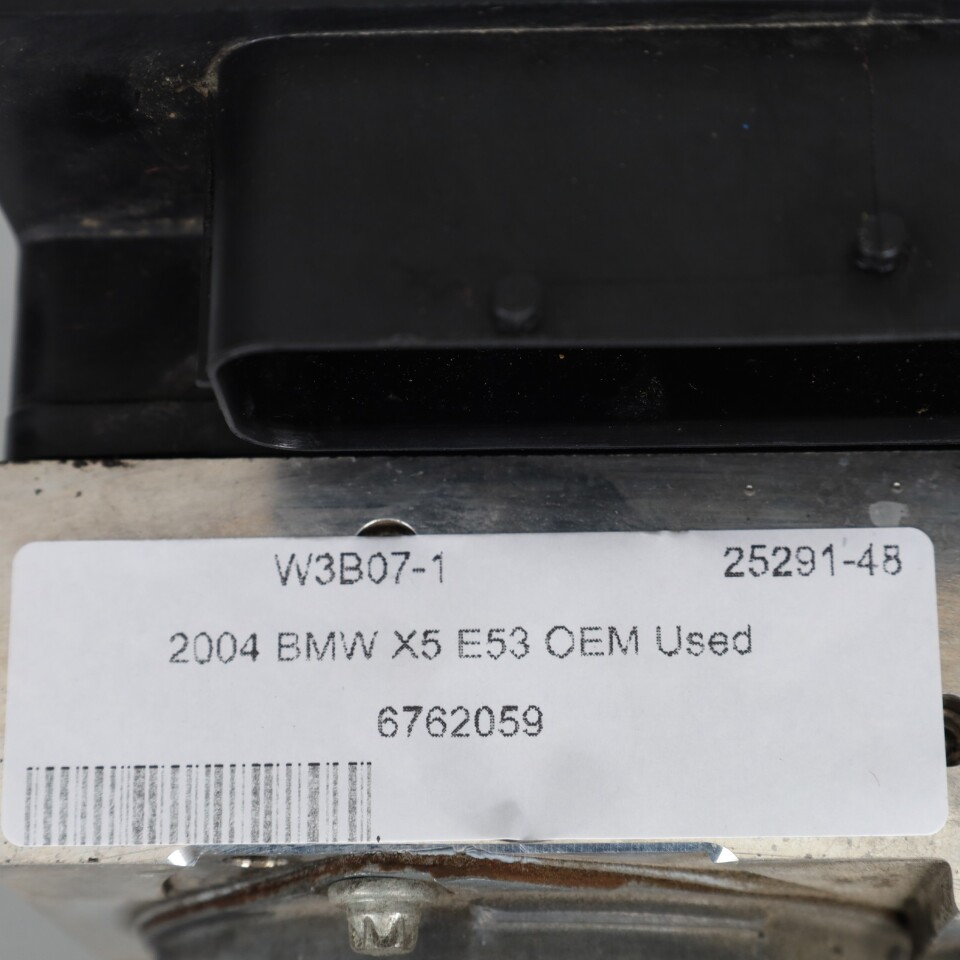 W3B07-1 25291-48
2004 BMW X5 E53 OEM Used
6762059